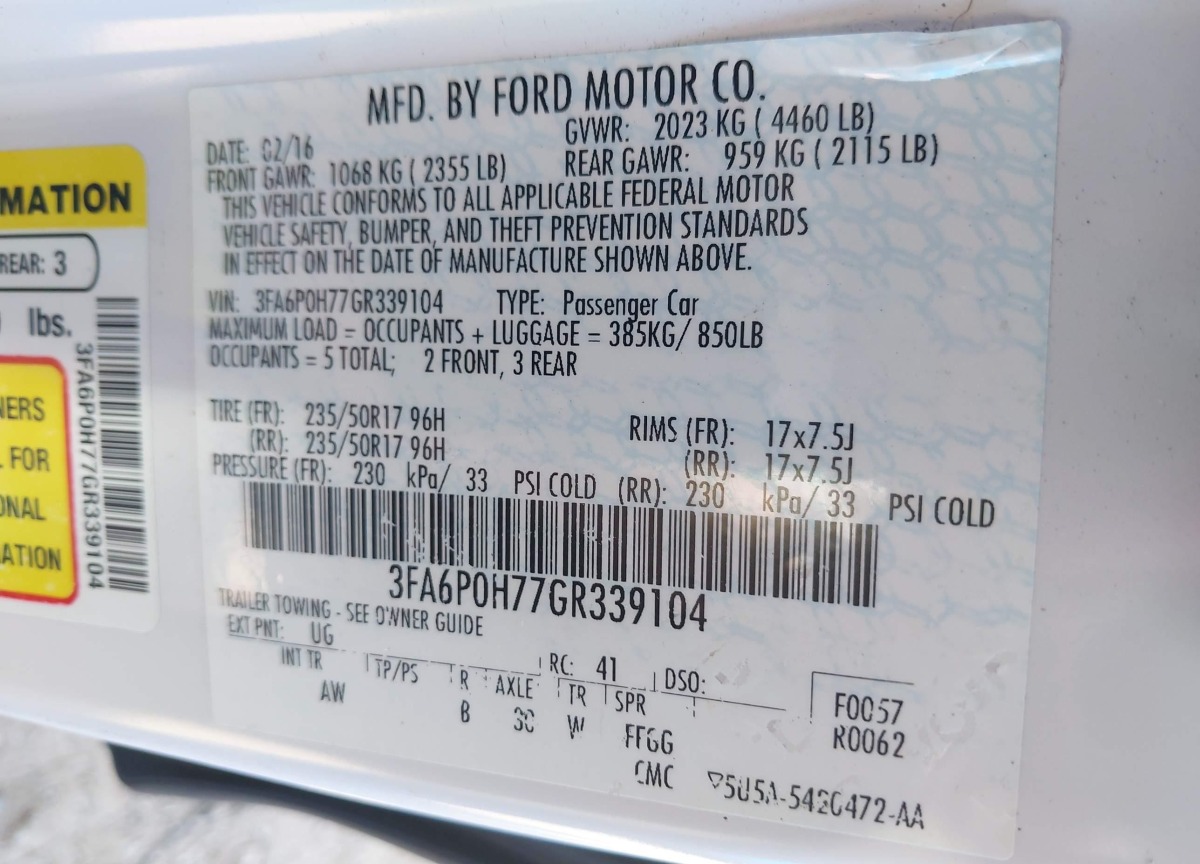 MATION
REAR: 3
lbs.
3FA6P0H77GR339104
NERS
FOR
ONAL
ATION
MFD. BY FORD MOTOR CO.
DATE: 02/16 GVWR: 2023 KG ( 4460 LB)
FRONT GAWR: 1068 KG ( 2355 LB) REAR GAWR: 959 KG ( 2115 LB)
THIS VEHICLE CONFORMS TO ALL APPLICABLE FEDERAL MOTOR
VEHICLE SAFETY, BUMPER, AND THEFT PREVENTION STANDARDS
IN EFFECT ON THE DATE OF MANUFACTURE SHOWN ABOVE.
VIN: 3FA6P0H77GR339104 TYPE: Passenger Car
MAXIMUM LOAD = OCCUPANTS + LUGGAGE = 385KG/ 850LB
OCCUPANTS = 5 TOTAL; 2 FRONT, 3 REAR
TIRE (FR): 235/50R17 96H RIMS (FR): 17x7.5J
(RR): 235/50R17 96H (RR): 17x7.5J
PRESSURE (FR): 230 kPa/ 33 PSI COLD (RR): 230 kPa/ 33 PSI COLD
3FA6P0H77GR339104
TRAILER TOWING - SEE OWNER GUIDE
EXT PNT: UG RC: 41 DSO:
INT TR TP/PS R AXLE TR SPR F0057
AW B W FF6G R0062
CMC